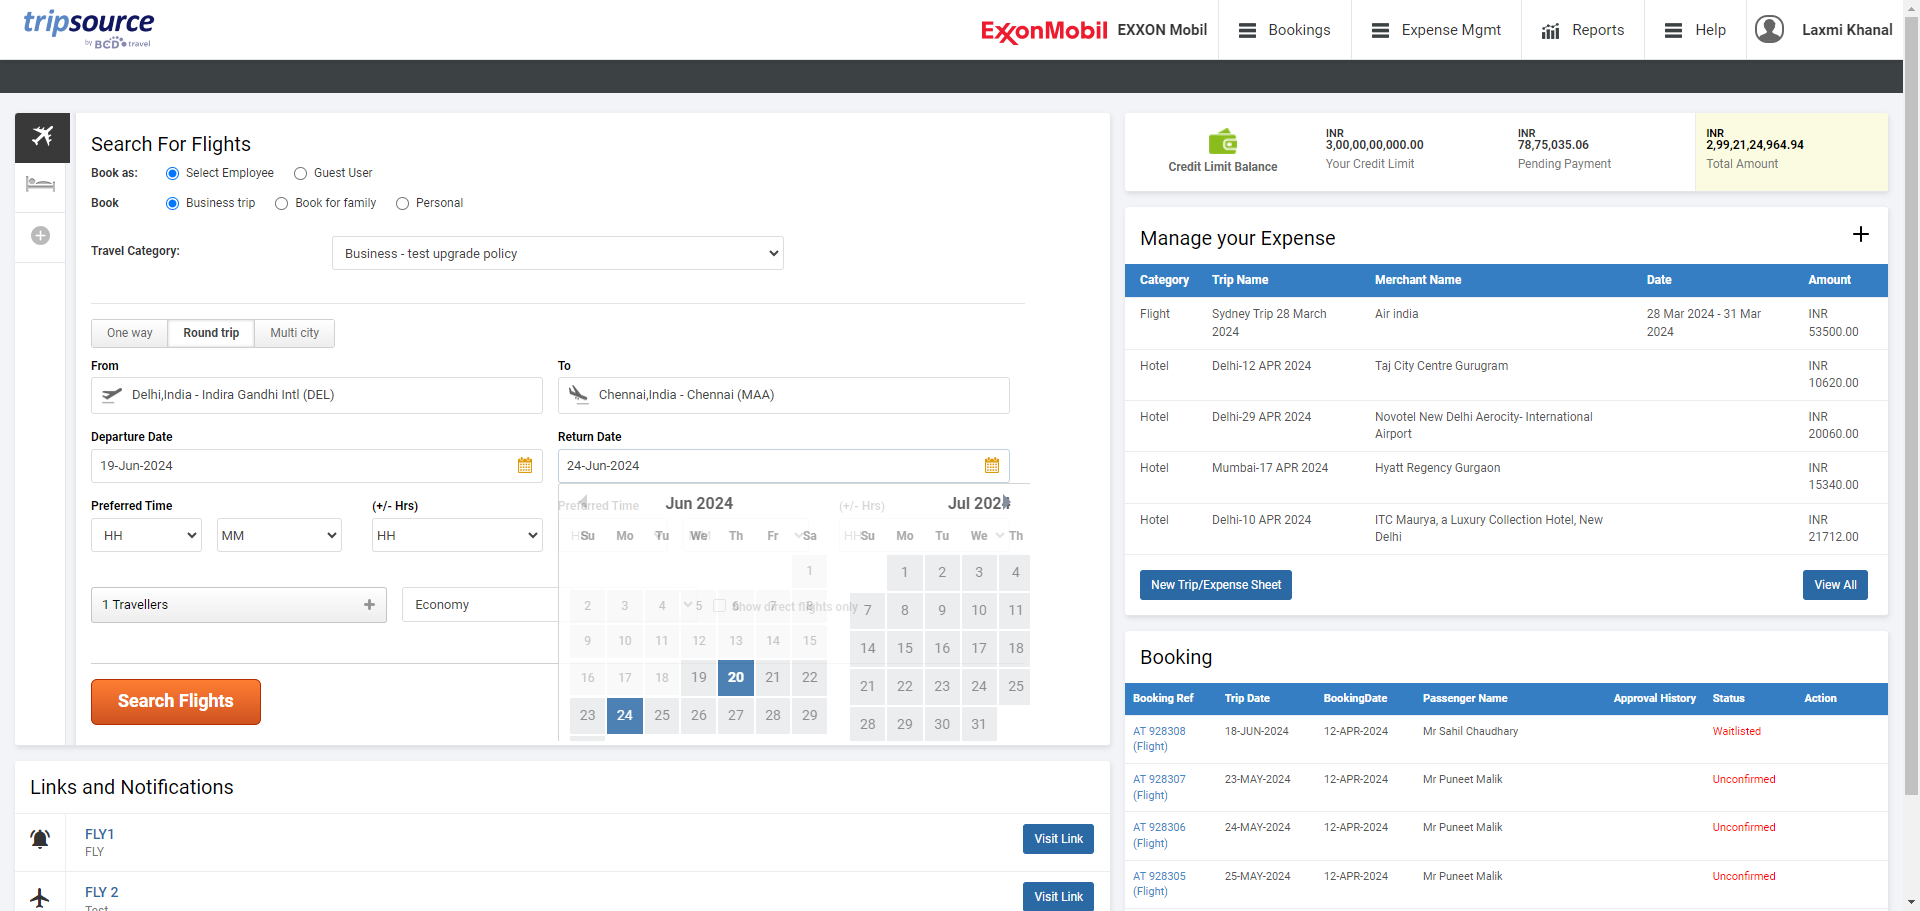 tripsource
by BCD travel
ExxonMobil EXXON Mobil
Bookings
Expense Mgmt
Reports
Help
Laxmi Khanal
Search For Flights
Book as: Select Employee Guest User
Book Business trip Book for family Personal
Travel Category: Business - test upgrade policy
One way Round trip Multi city
From To
Delhi,India - Indira Gandhi Intl (DEL) Chennai,India - Chennai (MAA)
Departure Date Return Date
19-Jun-2024 24-Jun-2024
Preferred Time (+/- Hrs) Preferred Time (+/- Hrs)
HH MM HH
Jun 2024 Jul 2024
Su Mo Tu We Th Fr Sa Su Mo Tu We Th
1 1 2 3 4
2 3 4 5 6 7 8 7 8 9 10 11
9 10 11 12 13 14 15 14 15 16 17 18
16 17 18 19 20 21 22 21 22 23 24 25
23 24 25 26 27 28 29 28 29 30 31
1 Travellers Economy Show direct flights only
Search Flights
Links and Notifications
FLY1
FLY
Visit Link
FLY 2
Test
Visit Link
Credit Limit Balance
INR
3,00,00,00,000.00
Your Credit Limit
INR
78,75,035.06
Pending Payment
INR
2,99,21,24,964.94
Total Amount
Manage your Expense
Category Trip Name Merchant Name Date Amount
Flight Sydney Trip 28 March 2024 Air india 28 Mar 2024 - 31 Mar 2024 INR 53500.00
Hotel Delhi-12 APR 2024 Taj City Centre Gurugram INR 10620.00
Hotel Delhi-29 APR 2024 Novotel New Delhi Aerocity- International Airport INR 20060.00
Hotel Mumbai-17 APR 2024 Hyatt Regency Gurgaon INR 15340.00
Hotel Delhi-10 APR 2024 ITC Maurya, a Luxury Collection Hotel, New Delhi INR 21712.00
New Trip/Expense Sheet View All
Booking
Booking Ref Trip Date BookingDate Passenger Name Approval History Status Action
AT 928308 (Flight) 18-JUN-2024 12-APR-2024 Mr Sahil Chaudhary Waitlisted
AT 928307 (Flight) 23-MAY-2024 12-APR-2024 Mr Puneet Malik Unconfirmed
AT 928306 (Flight) 24-MAY-2024 12-APR-2024 Mr Puneet Malik Unconfirmed
AT 928305 (Flight) 25-MAY-2024 12-APR-2024 Mr Puneet Malik Unconfirmed